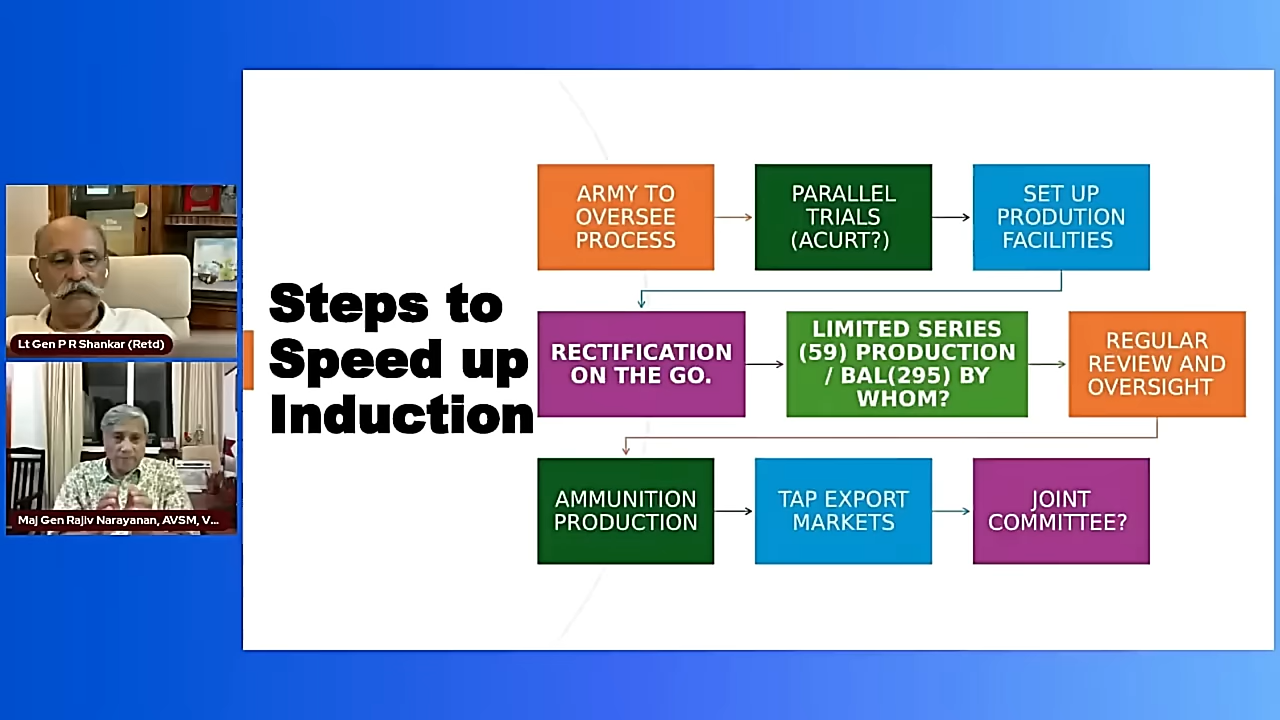 Steps to
Speed up
Induction
ARMY TO
OVERSEE
PROCESS
PARALLEL
TRIALS
(ACURT?)
SET UP
PRODUTION
FACILITIES
RECTIFICATION
ON THE GO.
LIMITED SERIES
(59) PRODUCTION
/ BAL(295) BY
WHOM?
REGULAR
REVIEW AND
OVERSIGHT
AMMUNITION
PRODUCTION
TAP EXPORT
MARKETS
JOINT
COMMITTEE?
Lt Gen P R Shankar (Retd)
Maj Gen Rajiv Narayanan, AVSM, V...